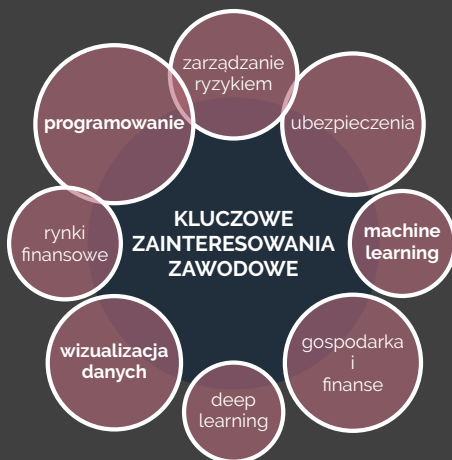 KLUCZOWE
ZAINTERESOWANIA
ZAWODOWE
zarządzanie
ryzykiem
ubezpieczenia
machine
learning
gospodarka
i
finanse
deep
learning
wizualizacja
danych
rynki
finansowe
programowanie